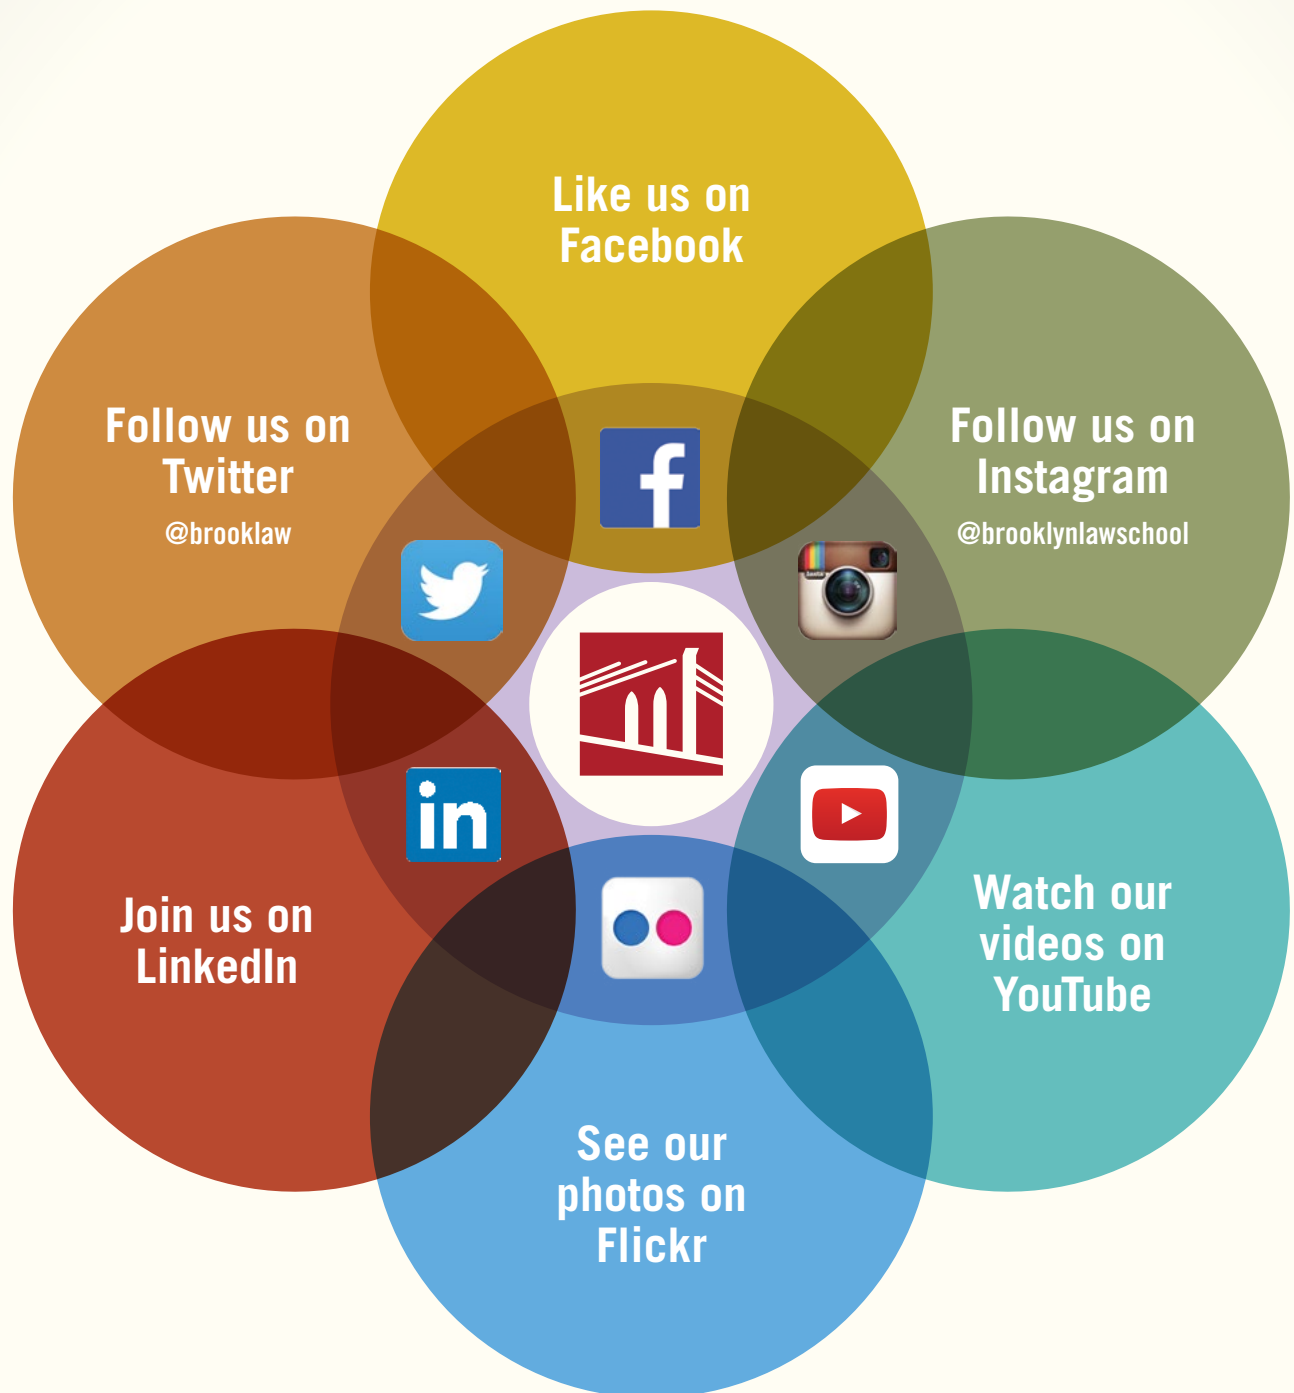 Like us on
Facebook
Follow us on
Twitter
@brooklaw
Follow us on
Instagram
@brooklynlawschool
Join us on
LinkedIn
in
Watch our
videos on
YouTube
See our
photos on
Flickr